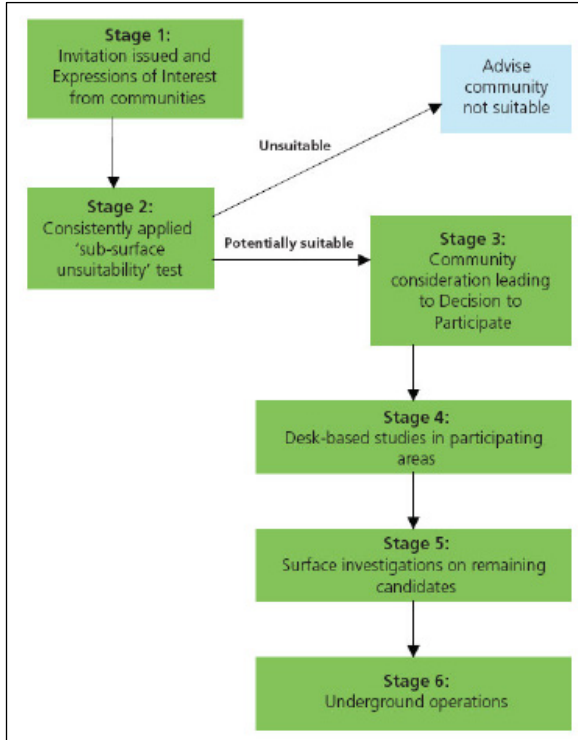 Stage 1:
Invitation issued and
Expressions of Interest
from communities
Advise
community
not suitable
Unsuitable
Stage 2:
Consistently applied
‘sub-surface
unsuitability’ test
Potentially suitable
Stage 3:
Community
consideration leading
to Decision to
Participate
Stage 4:
Desk-based studies in participating
areas
Stage 5:
Surface investigations on remaining
candidates
Stage 6:
Underground operations